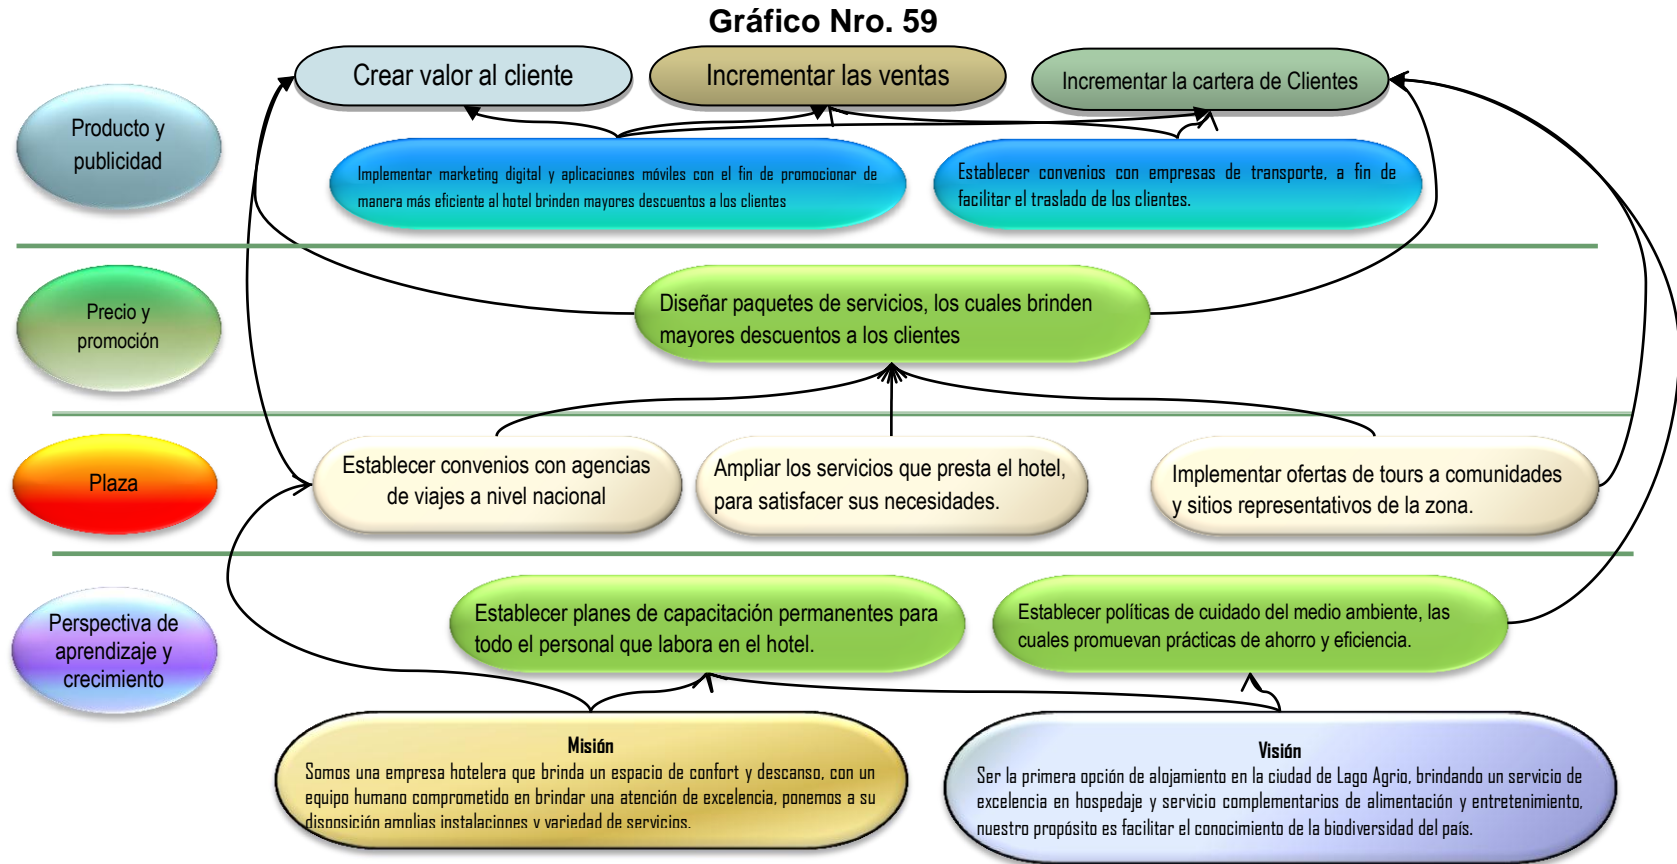 Gráfico Nro. 59
Crear valor al cliente
Incrementar las ventas
Incrementar la cartera de Clientes
Producto y
publicidad
Implementar marketing digital y aplicaciones móviles con el fin de promocionar de
manera más eficiente al hotel brinden mayores descuentos a los clientes
Establecer convenios con empresas de transporte, a fin de
facilitar el traslado de los clientes.
Precio y
promoción
Diseñar paquetes de servicios, los cuales brinden
mayores descuentos a los clientes
Plaza
Establecer convenios con agencias
de viajes a nivel nacional
Ampliar los servicios que presta el hotel,
para satisfacer sus necesidades.
Implementar ofertas de tours a comunidades
y sitios representativos de la zona.
Perspectiva de
aprendizaje y
crecimiento
Establecer planes de capacitación permanentes para
todo el personal que labora en el hotel.
Establecer políticas de cuidado del medio ambiente, las
cuales promuevan prácticas de ahorro y eficiencia.
Misión
Somos una empresa hotelera que brinda un espacio de confort y descanso, con un
equipo humano comprometido en brindar una atención de excelencia, ponemos a su
disposición amplias instalaciones y variedad de servicios.
Visión
Ser la primera opción de alojamiento en la ciudad de Lago Agrio, brindando un servicio de
excelencia en hospedaje y servicio complementarios de alimentación y entretenimiento,
nuestro propósito es facilitar el conocimiento de la biodiversidad del país.